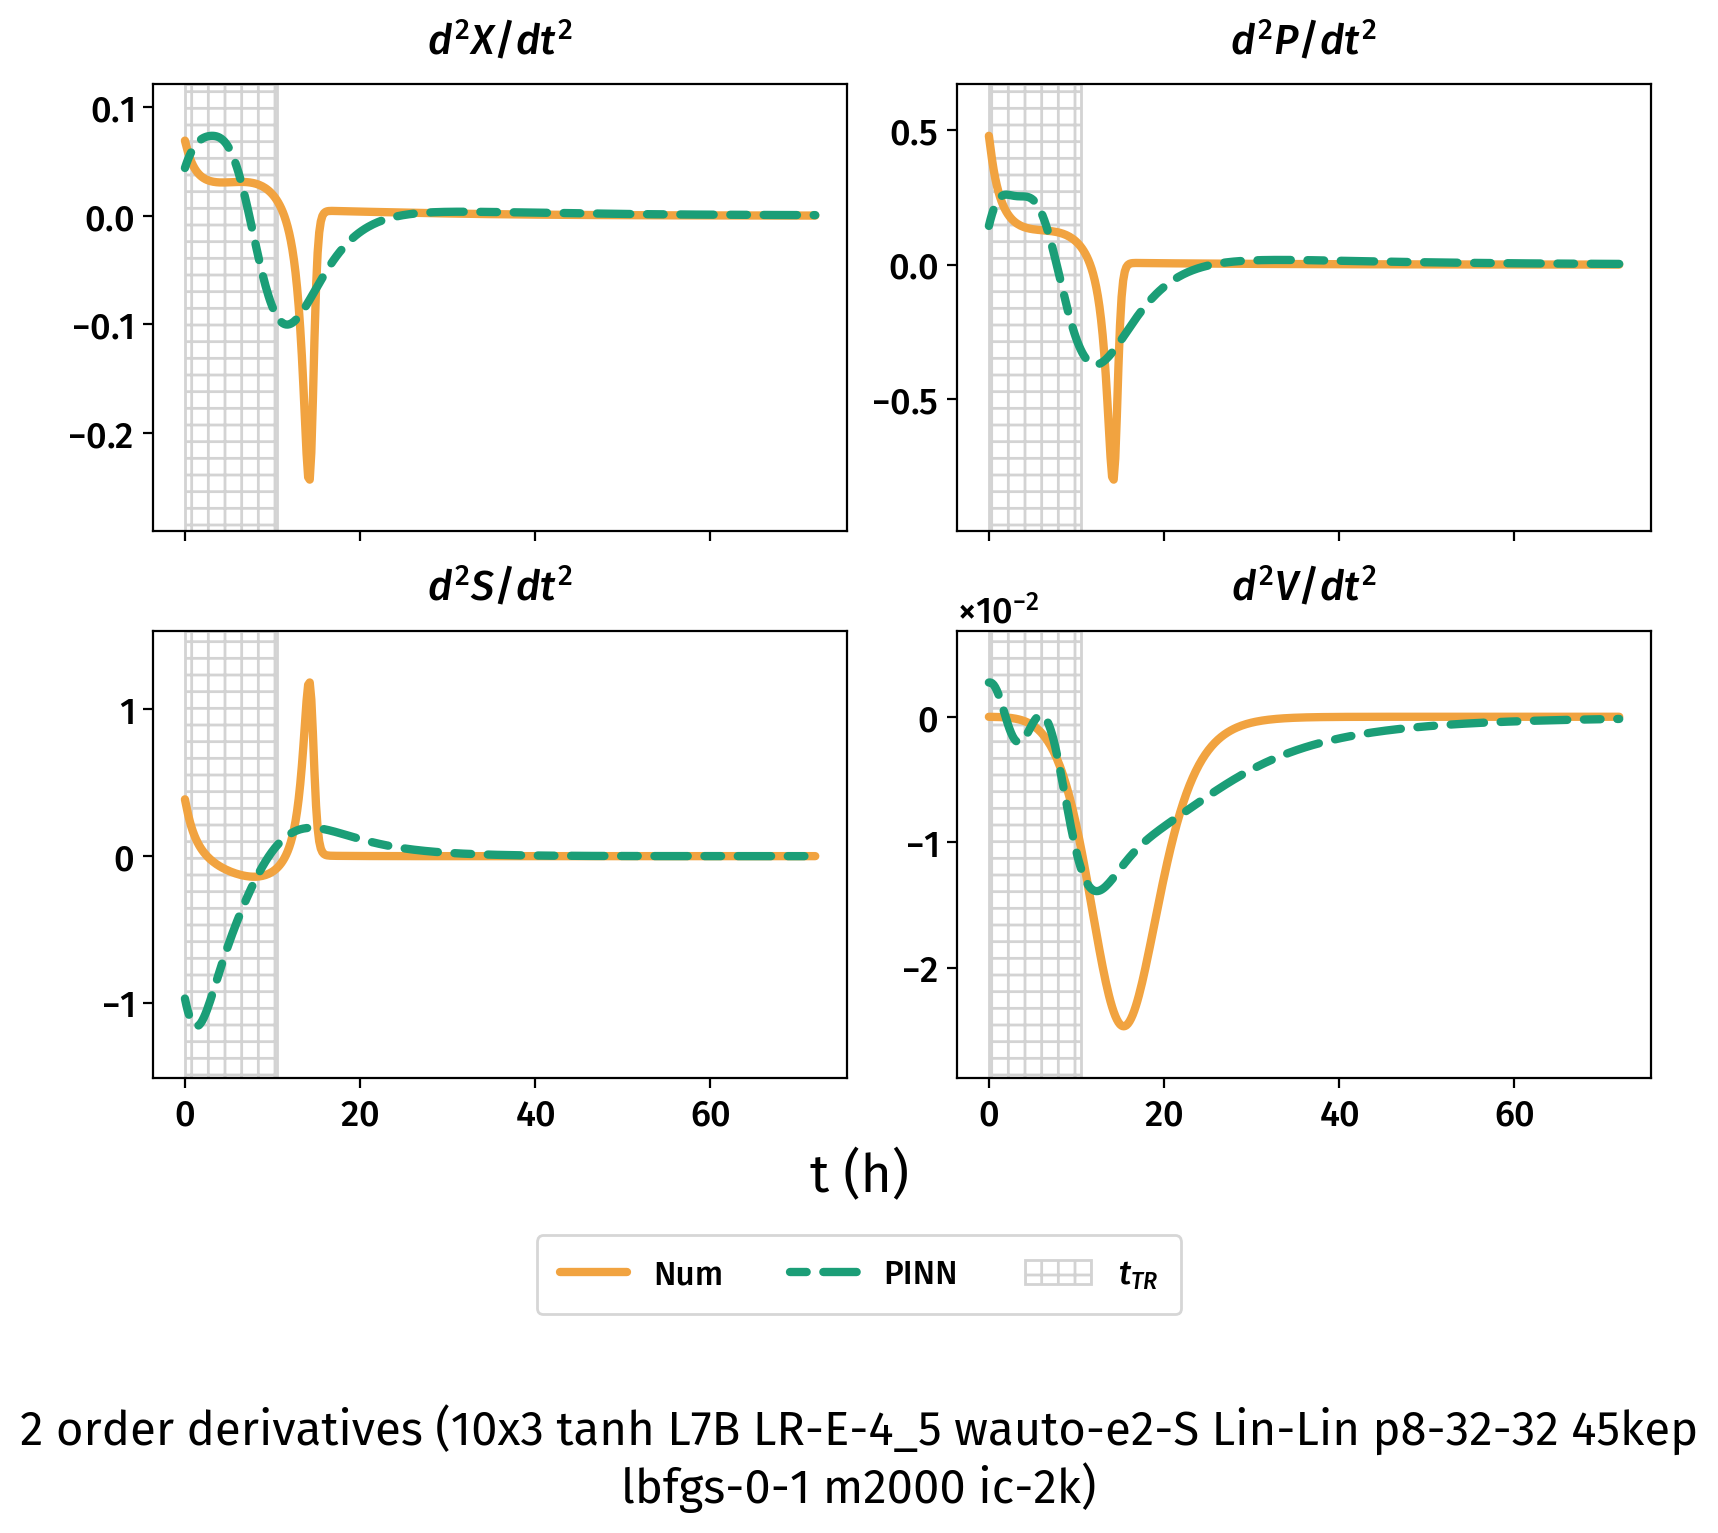 d²X/dt²
d²P/dt²
0.1
0.0
−0.1
−0.2
0.5
0.0
−0.5
d²S/dt²
d²V/dt²
×10⁻²
1
0
−1
0
−1
−2
0 20 40 60
0 20 40 60
t (h)
Num PINN t_TR
2 order derivatives (10x3 tanh L7B LR-E-4_5 wauto-e2-S Lin-Lin p8-32-32 45kep
lbfgs-0-1 m2000 ic-2k)